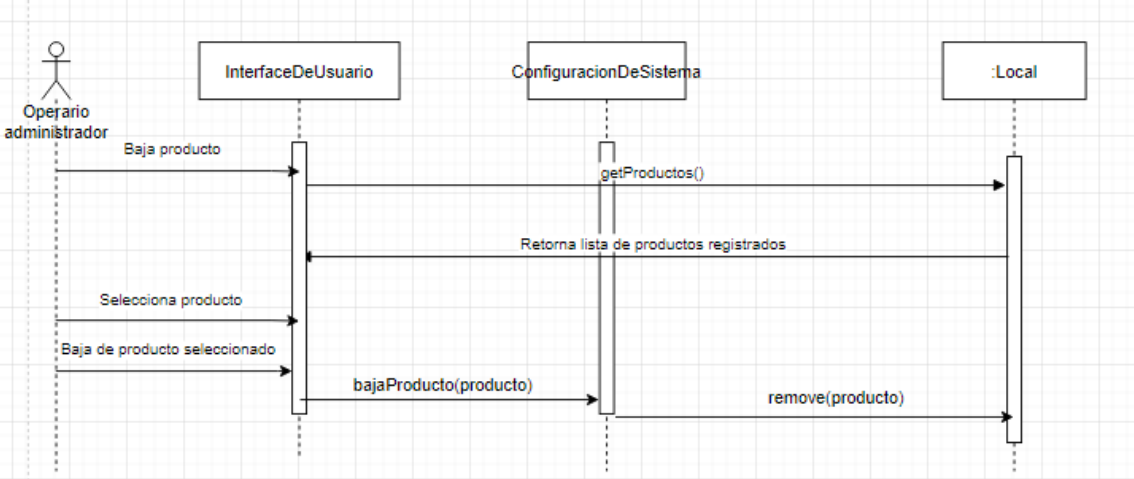 InterfaceDeUsuario
ConfiguracionDeSistema
:Local
Operario
administrador
Baja producto
getProductos()
Retorna lista de productos registrados
Selecciona producto
Baja de producto seleccionado
bajaProducto(producto)
remove(producto)